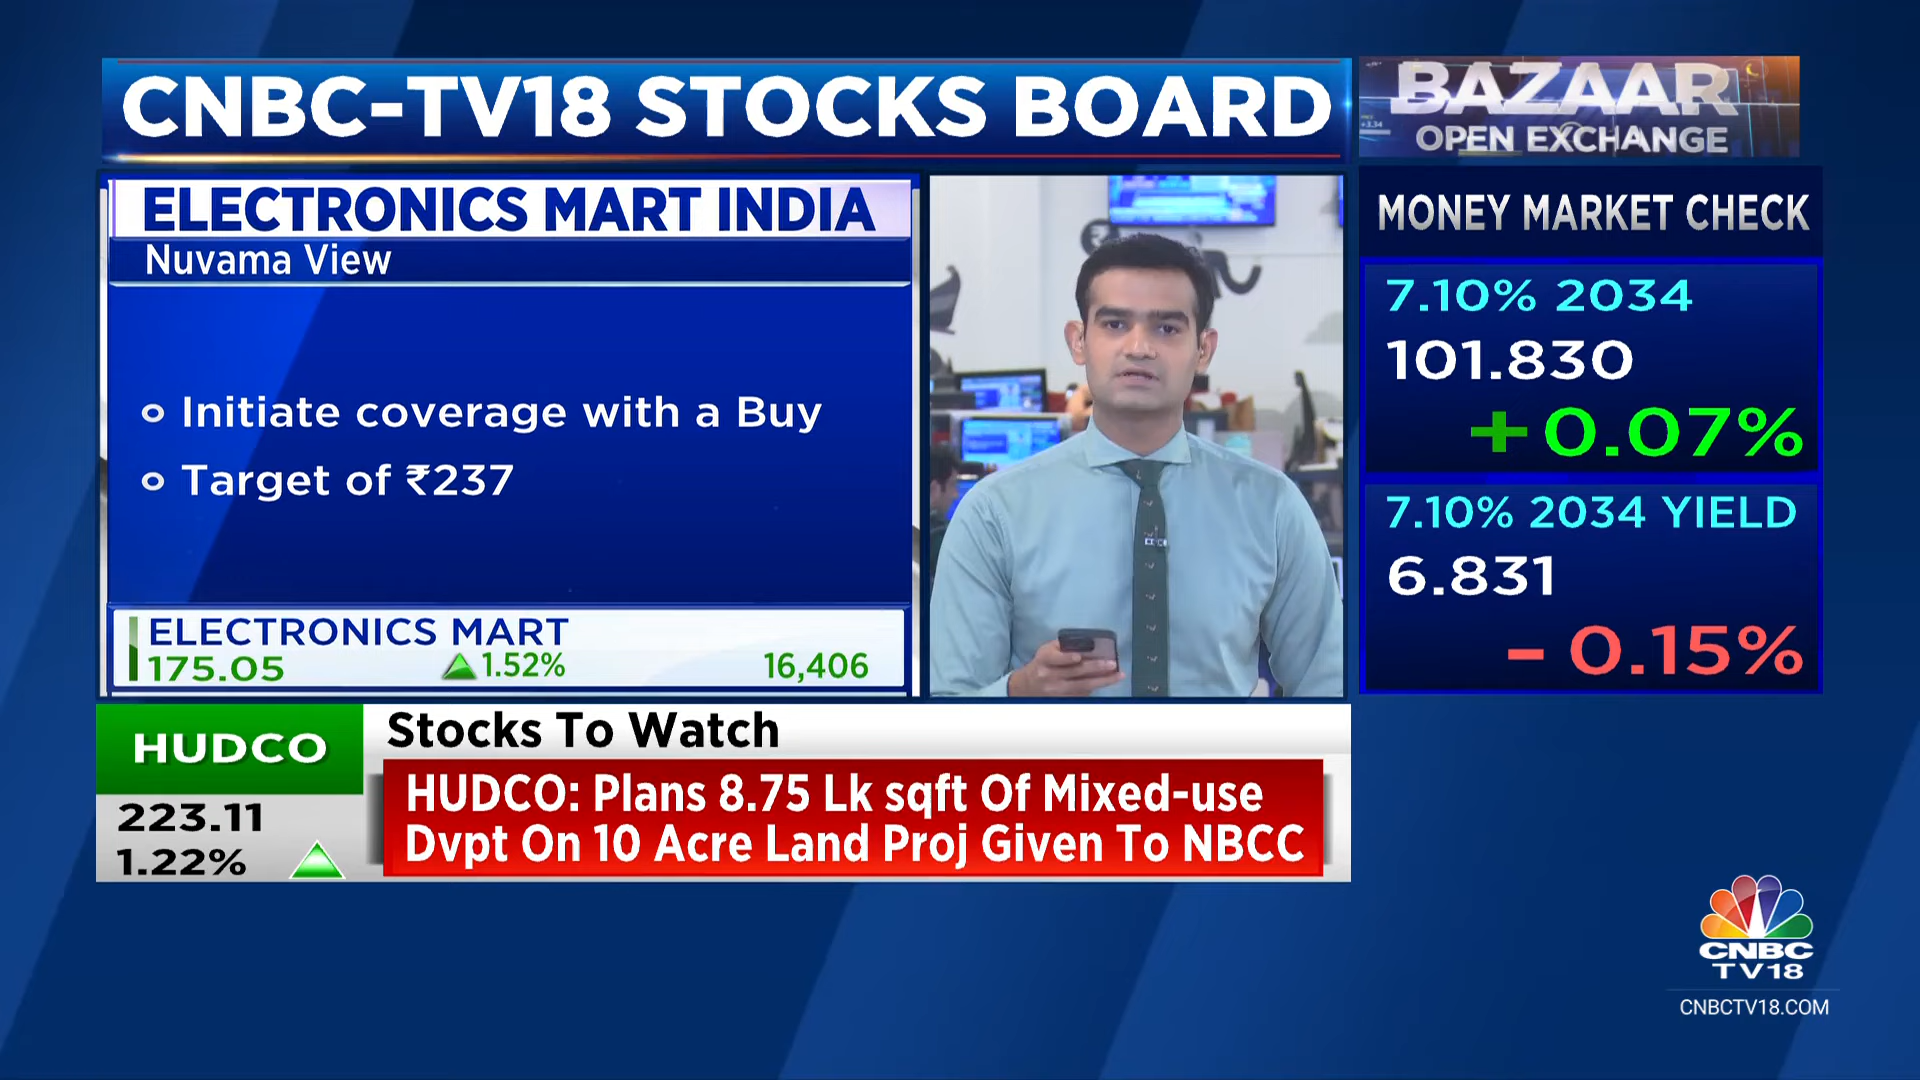 CNBC-TV18 STOCKS BOARD
BAZAAR
OPEN EXCHANGE
ELECTRONICS MART INDIA
Nuvama View
Initiate coverage with a Buy
Target of ₹237
ELECTRONICS MART
175.05 1.52% 16,406
MONEY MARKET CHECK
7.10% 2034
101.830
+0.07%
7.10% 2034 YIELD
6.831
- 0.15%
HUDCO
223.11
1.22%
Stocks To Watch
HUDCO: Plans 8.75 Lk sqft Of Mixed-use
Dvpt On 10 Acre Land Proj Given To NBCC
CNBC
TV18
CNBCTV18.COM